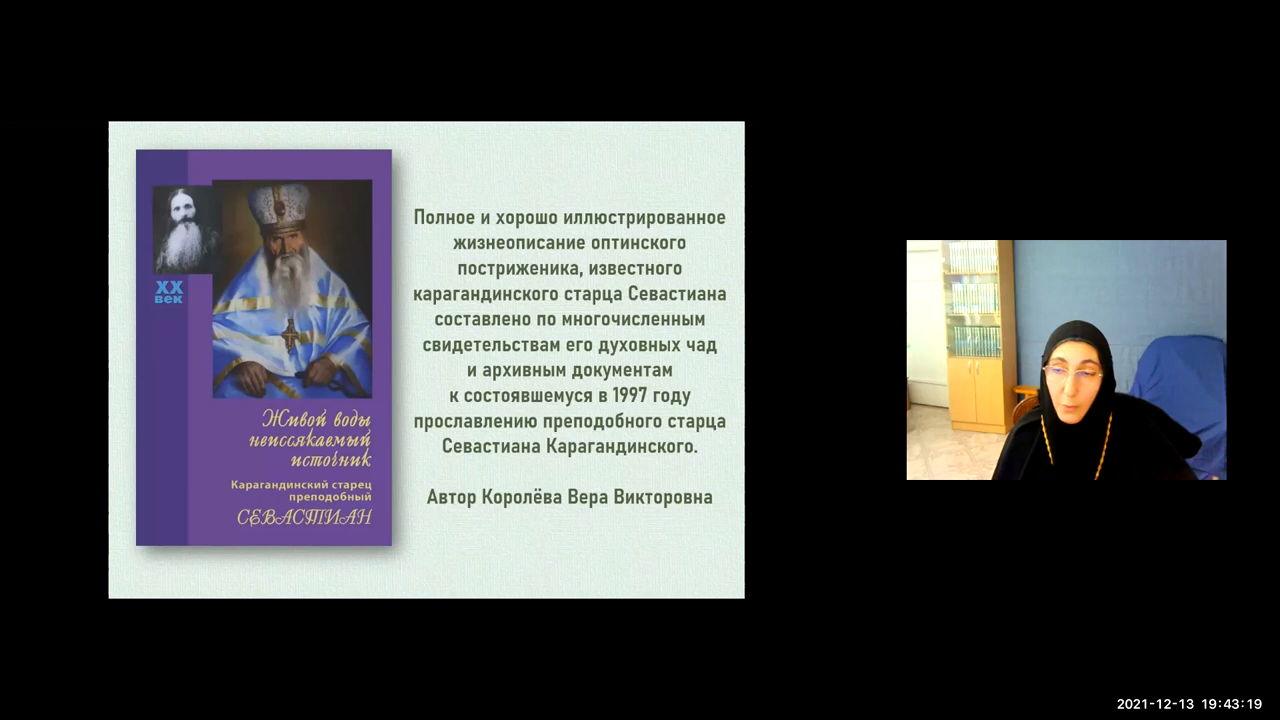 XX
век
Живой воды
неиссякаемый
источник
Карагандинский старец
преподобный
СЕВАСТИАН
Полное и хорошо иллюстрированное
жизнеописание оптинского
постриженика, известного
карагандинского старца Севастиана
составлено по многочисленным
свидетельствам его духовных чад
и архивным документам
к состоявшемуся в 1997 году
прославлению преподобного старца
Севастиана Карагандинского.
Автор Королёва Вера Викторовна
2021-12-13 19:43:19